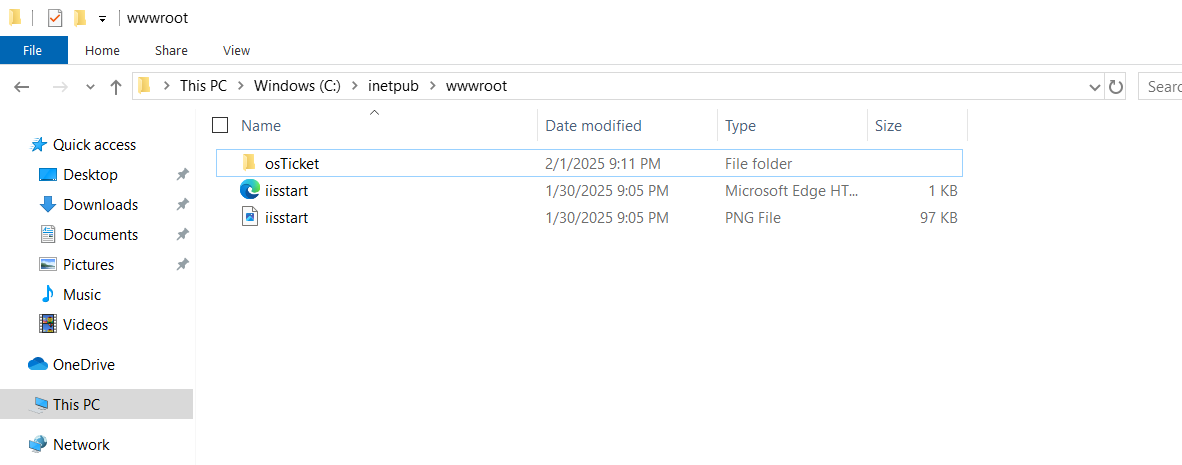 wwwroot
File Home Share View
This PC Windows (C:) inetpub wwwroot Searc
Name Date modified Type Size
Quick access
Desktop
Downloads
Documents
Pictures
Music
Videos
OneDrive
This PC
Network
osTicket 2/1/2025 9:11 PM File folder
iisstart 1/30/2025 9:05 PM Microsoft Edge HT... 1 KB
iisstart 1/30/2025 9:05 PM PNG File 97 KB